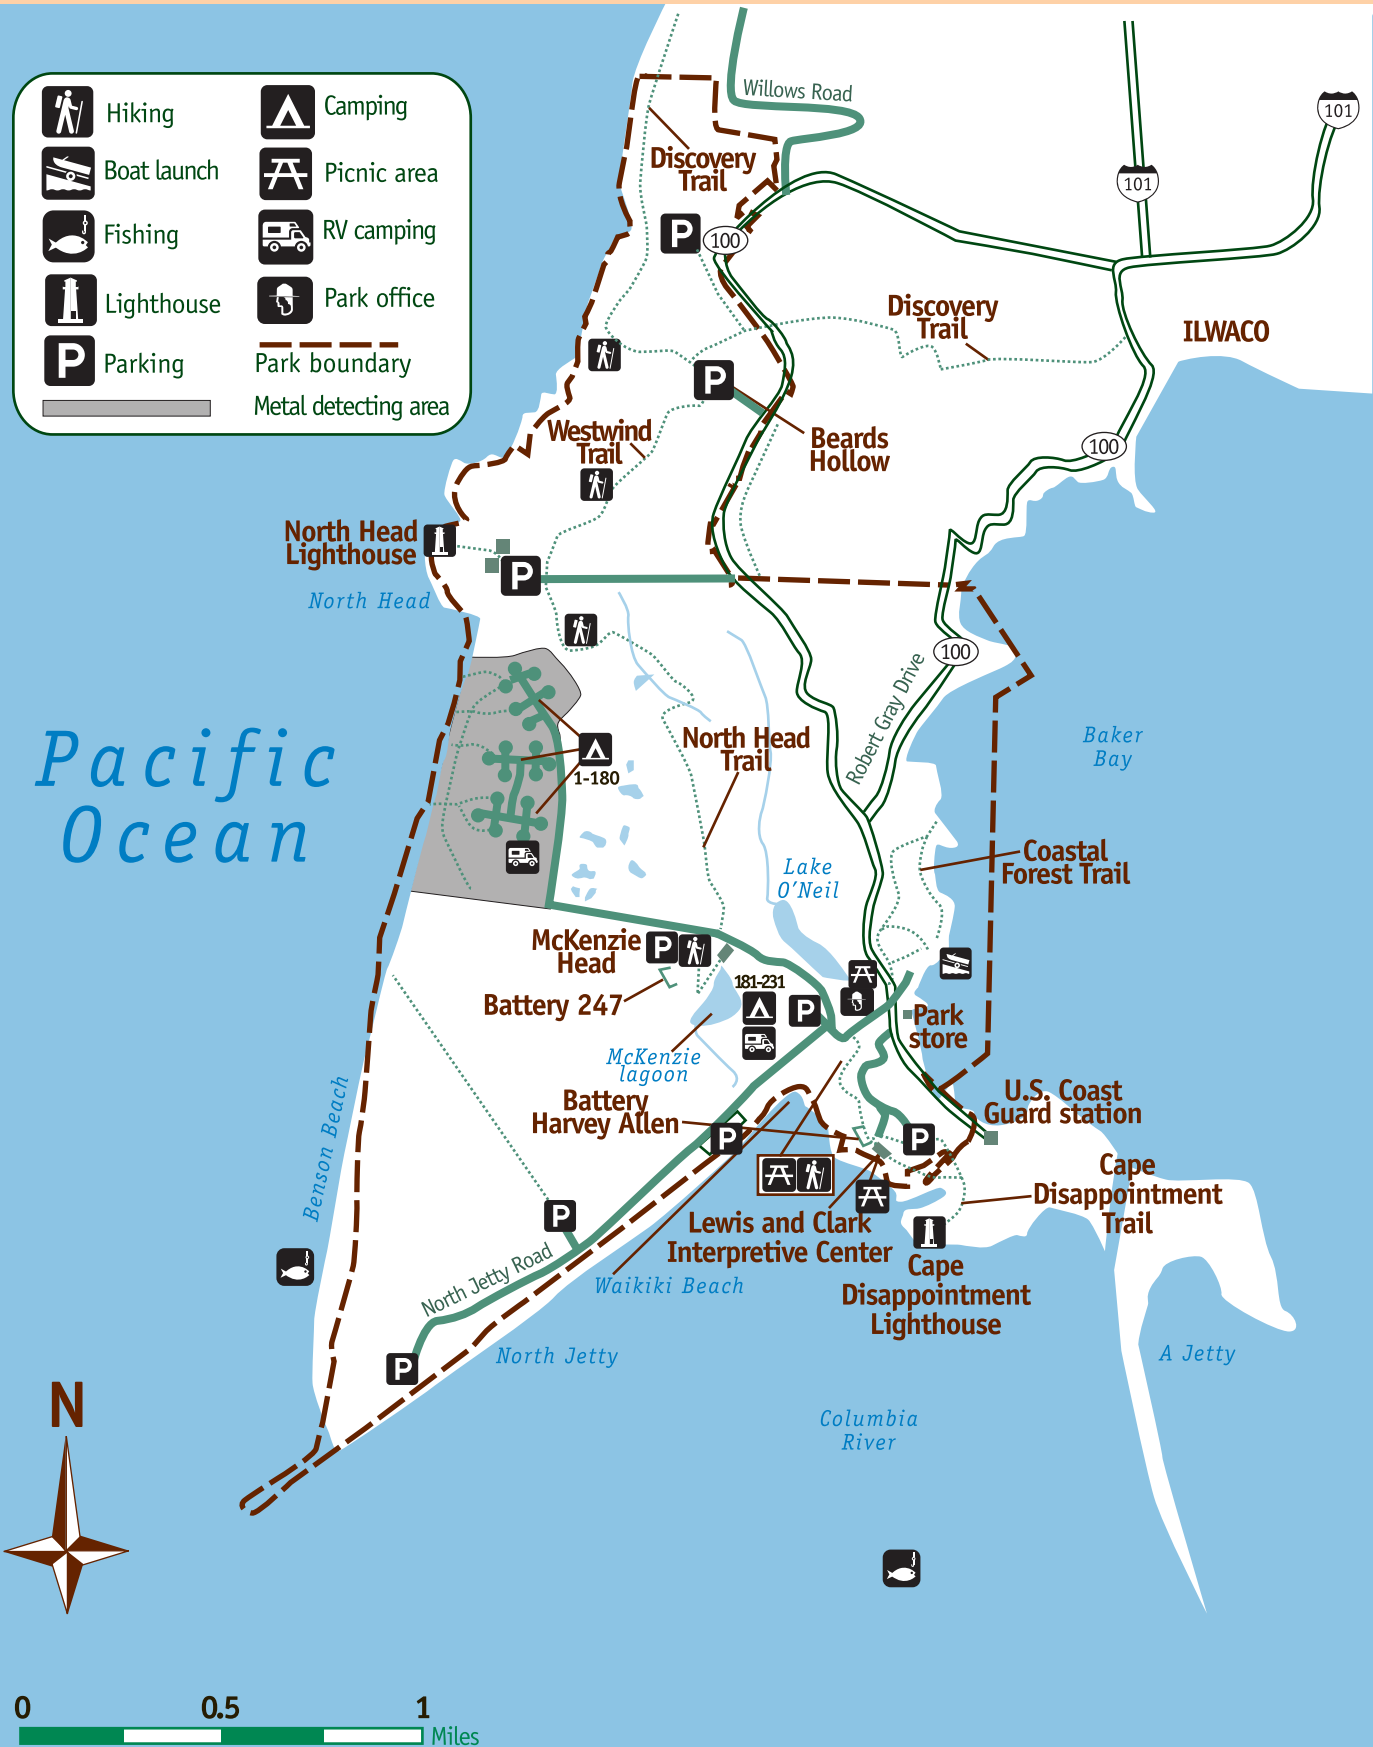 Hiking
Boat launch
Fishing
Lighthouse
P
Parking
Camping
Picnic area
RV camping
Park office
Park boundary
Metal detecting area
Willows Road
101
101
Discovery
Trail
P
100
Discovery
Trail
ILWACO
P
Westwind
Trail
Beards
Hollow
100
North Head
Lighthouse
P
North Head
100
Robert Gray Drive
Pacific
Ocean
1-180
North Head
Trail
Baker
Bay
Coastal
Forest Trail
Lake
O'Neil
McKenzie
Head
P
Battery 247
181-231
P
Park
store
McKenzie
lagoon
Battery
Harvey Allen
P
P
U.S. Coast
Guard station
Benson Beach
Cape
Disappointment
Trail
P
Lewis and Clark
Interpretive Center
Cape
Disappointment
Lighthouse
North Jetty Road
Waikiki Beach
P
North Jetty
A Jetty
Columbia
River
N
0 0.5 1
Miles